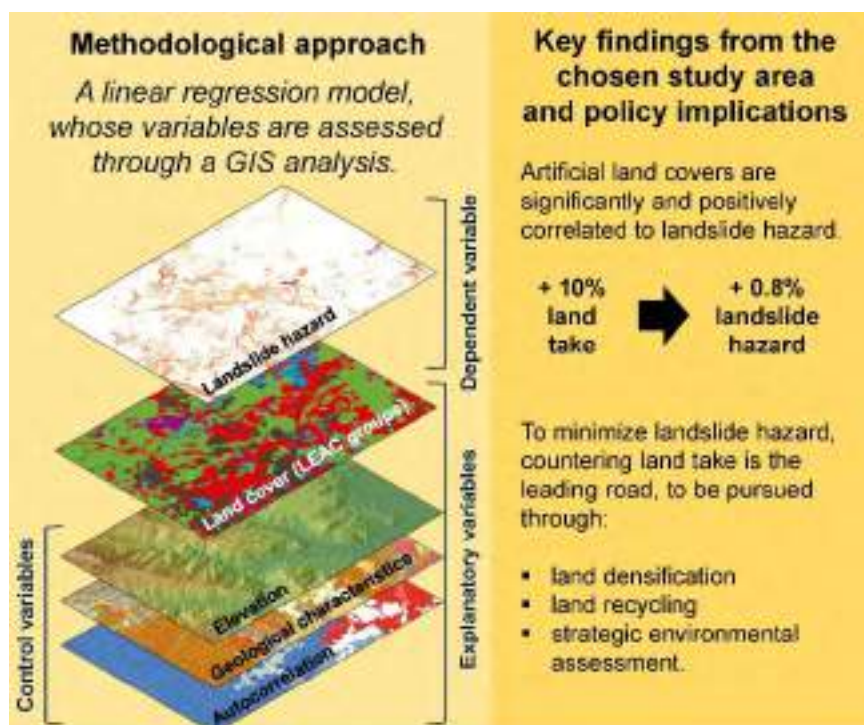 Methodological approach
A linear regression model,
whose variables are assessed
through a GIS analysis.
Landslide hazard
Dependent variable
Land cover (LEAC groups)
Elevation
Geological characteristics
Autocorrelation
Explanatory variables
Control variables
Key findings from the
chosen study area
and policy implications
Artificial land covers are
significantly and positively
correlated to landslide hazard.
+ 10%
land
take
+ 0.8%
landslide
hazard
To minimize landslide hazard,
countering land take is the
leading road, to be pursued
through:
▪ land densification
▪ land recycling
▪ strategic environmental
assessment.